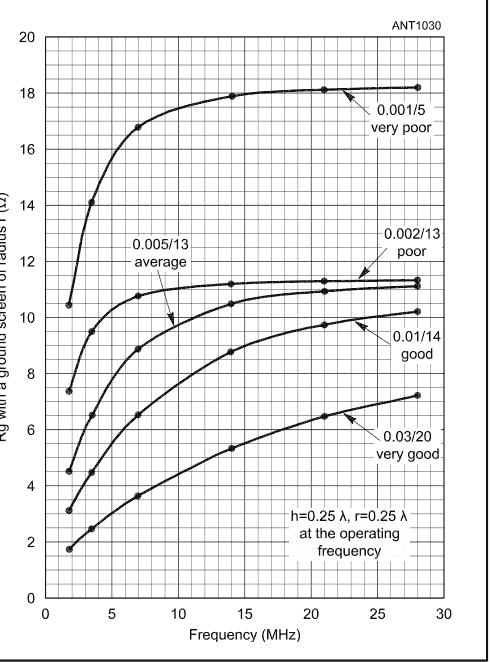 ANT1030
20
18
16
14
12
10
8
6
4
2
0
Rg with a ground screen of radius r (Ω)
0.001/5
very poor
0.002/13
poor
0.005/13
average
0.01/14
good
0.03/20
very good
h=0.25 λ, r=0.25 λ
at the operating
frequency
0 5 10 15 20 25 30
Frequency (MHz)